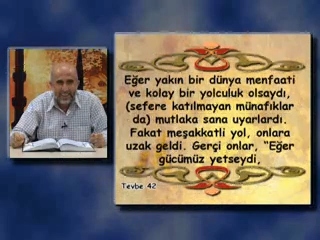 Eğer yakın bir dünya menfaati
ve kolay bir yolculuk olsaydı,
(sefere katılmayan münafıklar
da) mutlaka sana uyarlardı.
Fakat meşakkatli yol, onlara
uzak geldi. Gerçi onlar, "Eğer
gücümüz yetseydi,
Tevbe 42